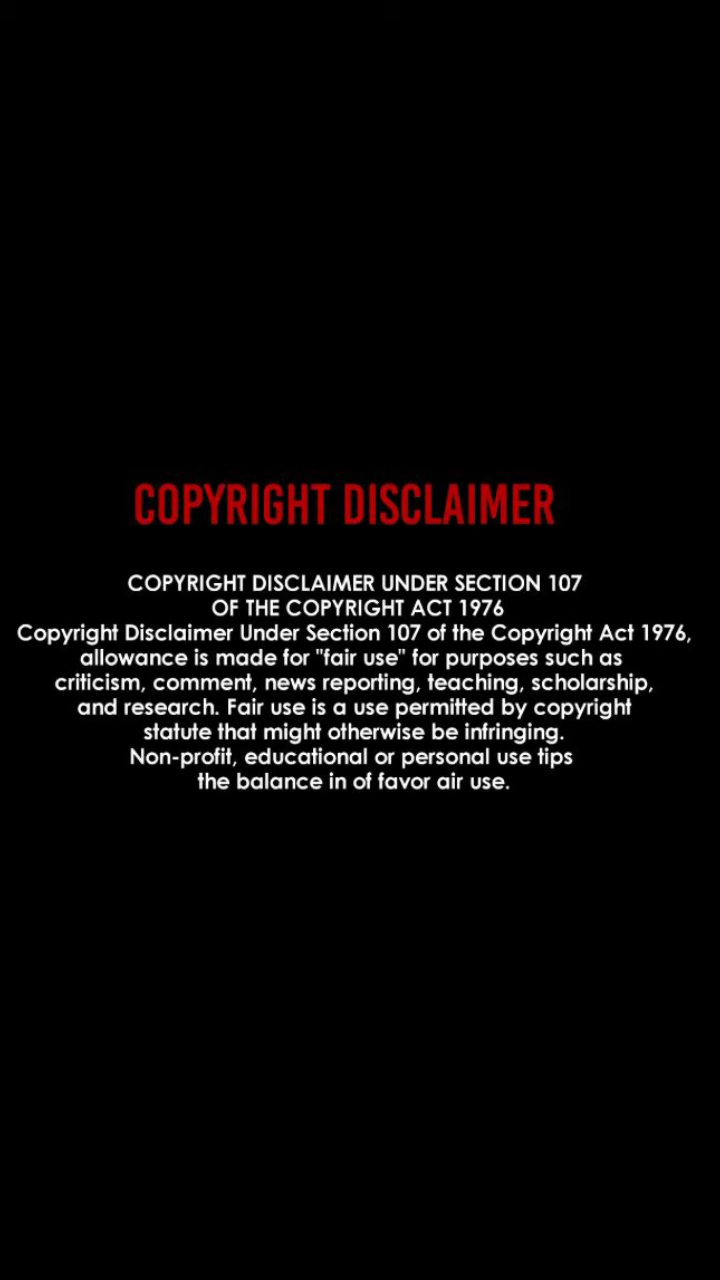 COPYRIGHT DISCLAIMER
COPYRIGHT DISCLAIMER UNDER SECTION 107
OF THE COPYRIGHT ACT 1976
Copyright Disclaimer Under Section 107 of the Copyright Act 1976,
allowance is made for "fair use" for purposes such as
criticism, comment, news reporting, teaching, scholarship,
and research. Fair use is a use permitted by copyright
statute that might otherwise be infringing.
Non-profit, educational or personal use tips
the balance in of favor air use.